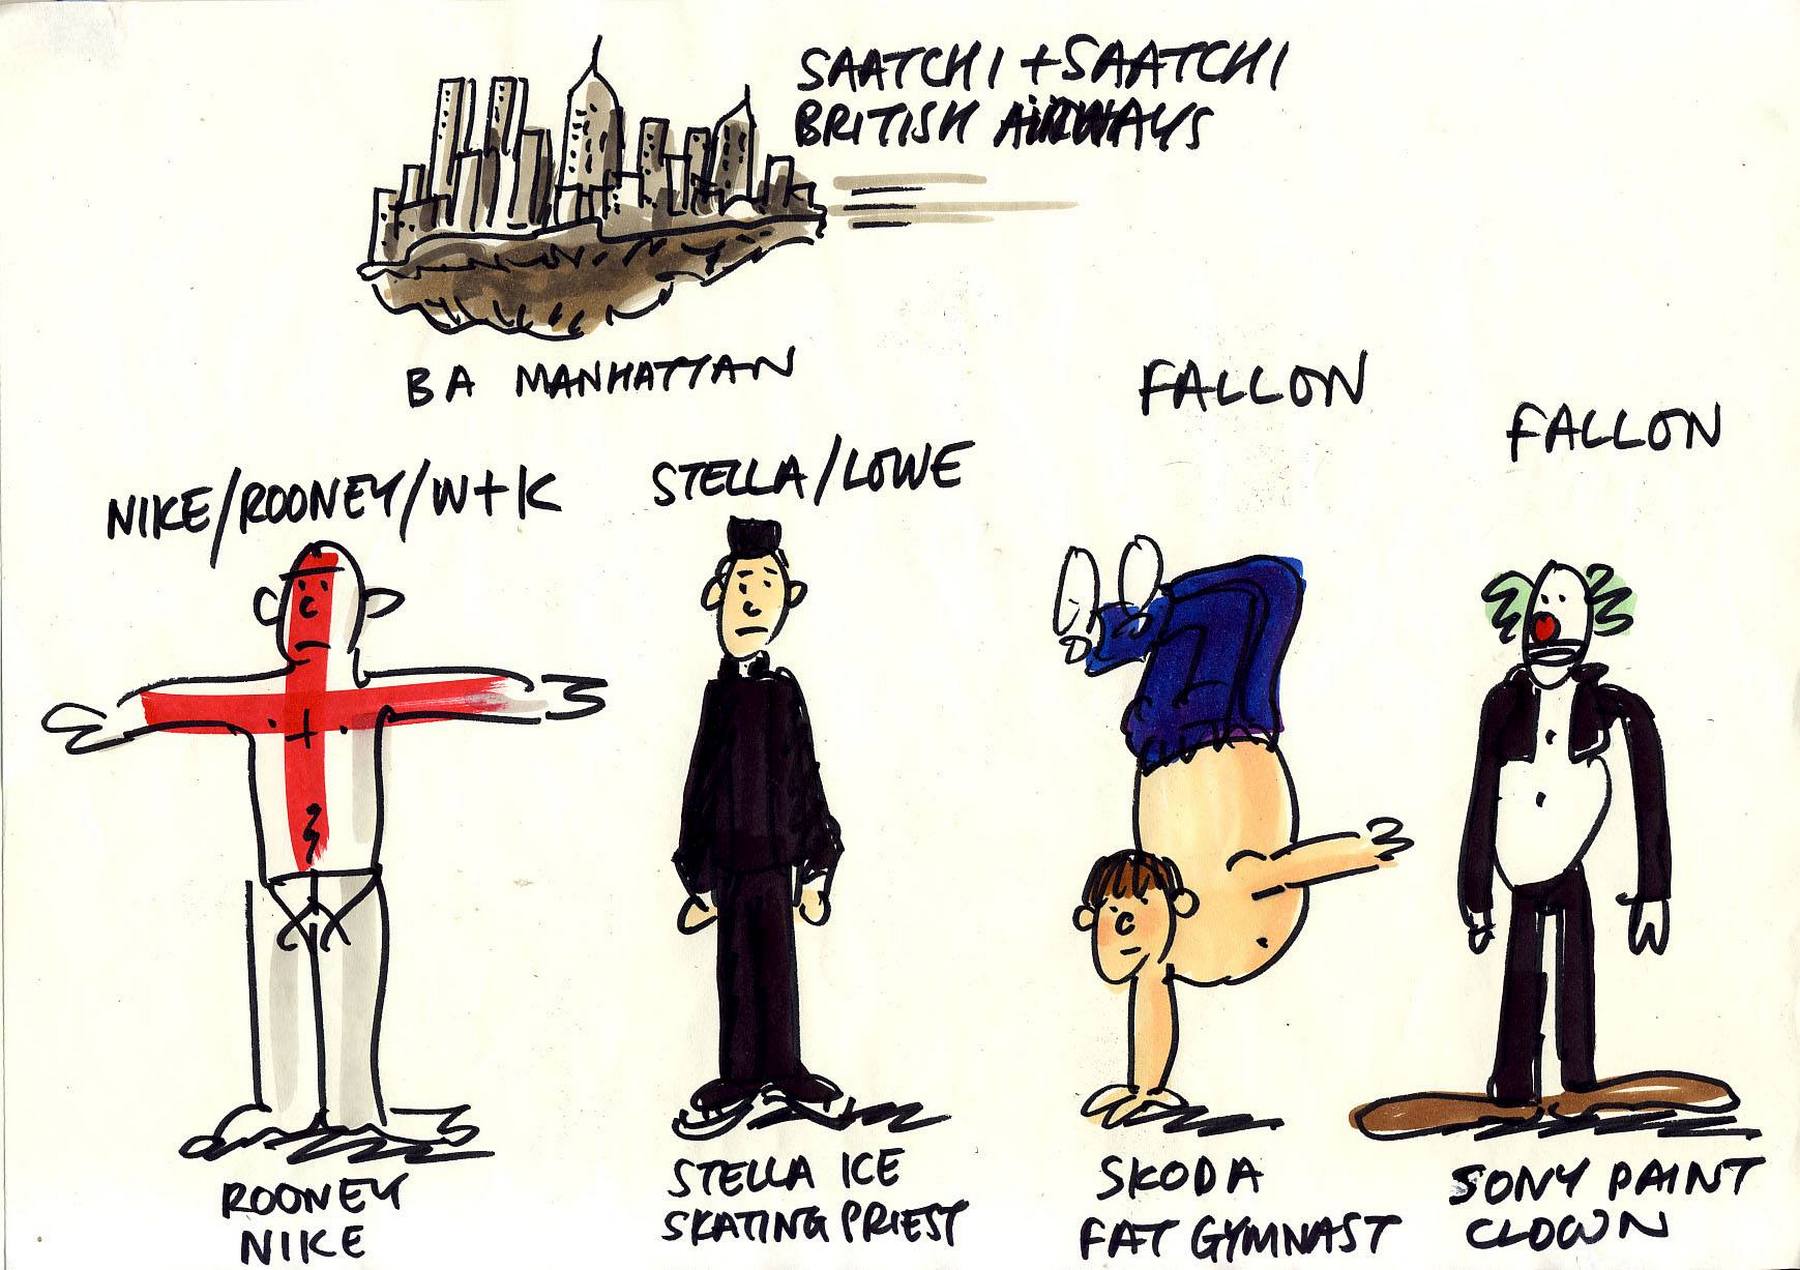 SAATCHI + SAATCHI
BRITISH AIRWAYS
BA MANHATTAN
NIKE/ROONEY/W+K
STELLA/LOWE
FALLON
FALLON
ROONEY
NIKE
STELLA ICE
SKATING PRIEST
SKODA
FAT GYMNAST
SONY PAINT
CLOWN